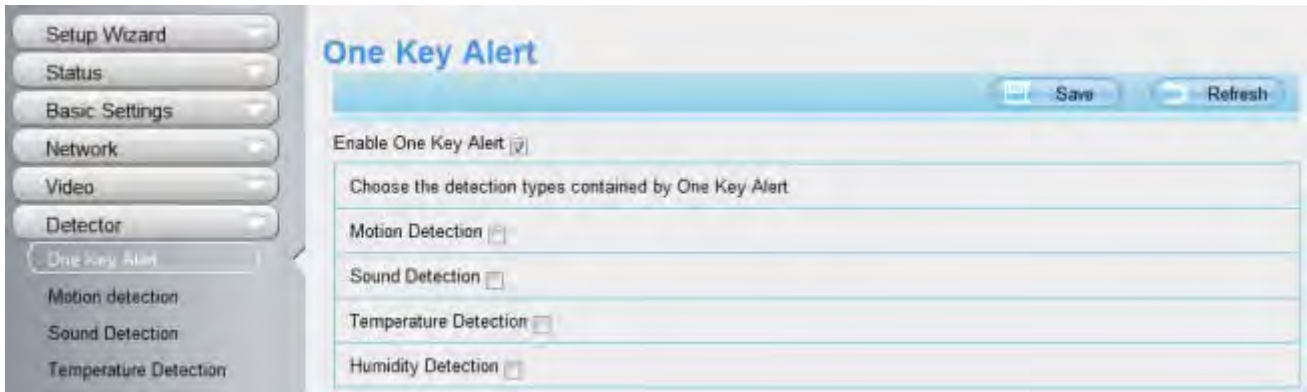 Setup Wizard
Status
Basic Settings
Network
Video
Detector
One Key Alert
Motion detection
Sound Detection
Temperature Detection
One Key Alert
Save
Refresh
Enable One Key Alert
Choose the detection types contained by One Key Alert
Motion Detection
Sound Detection
Temperature Detection
Humidity Detection